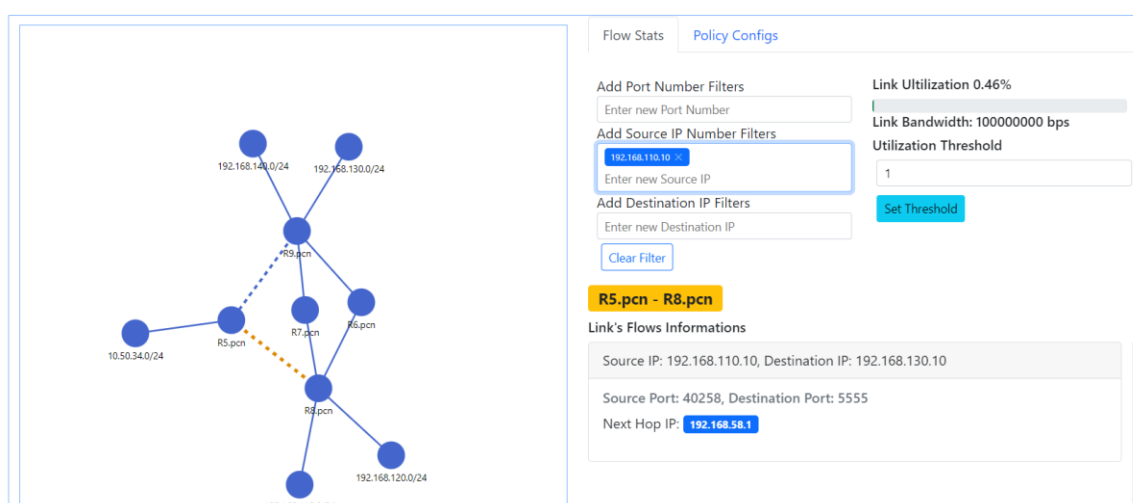 Flow Stats
Policy Configs
Add Port Number Filters
Enter new Port Number
Add Source IP Number Filters
192.168.110.10 ×
Enter new Source IP
Add Destination IP Filters
Enter new Destination IP
Clear Filter
Link Ultilization 0.46%
Link Bandwidth: 100000000 bps
Utilization Threshold
1
Set Threshold
R5.pcn - R8.pcn
Link's Flows Informations
Source IP: 192.168.110.10, Destination IP: 192.168.130.10
Source Port: 40258, Destination Port: 5555
Next Hop IP: 192.168.58.1
192.168.140.0/24
192.168.130.0/24
R9.pcn
R7.pcn
R6.pcn
R5.pcn
10.50.34.0/24
R8.pcn
192.168.120.0/24